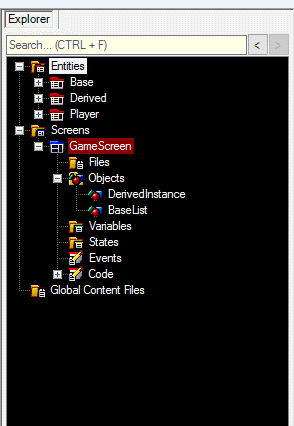 Explorer
Search... (CTRL + F)
< >
Entities
Base
Derived
Player
Screens
GameScreen
Files
Objects
DerivedInstance
BaseList
Variables
States
Events
Code
Global Content Files